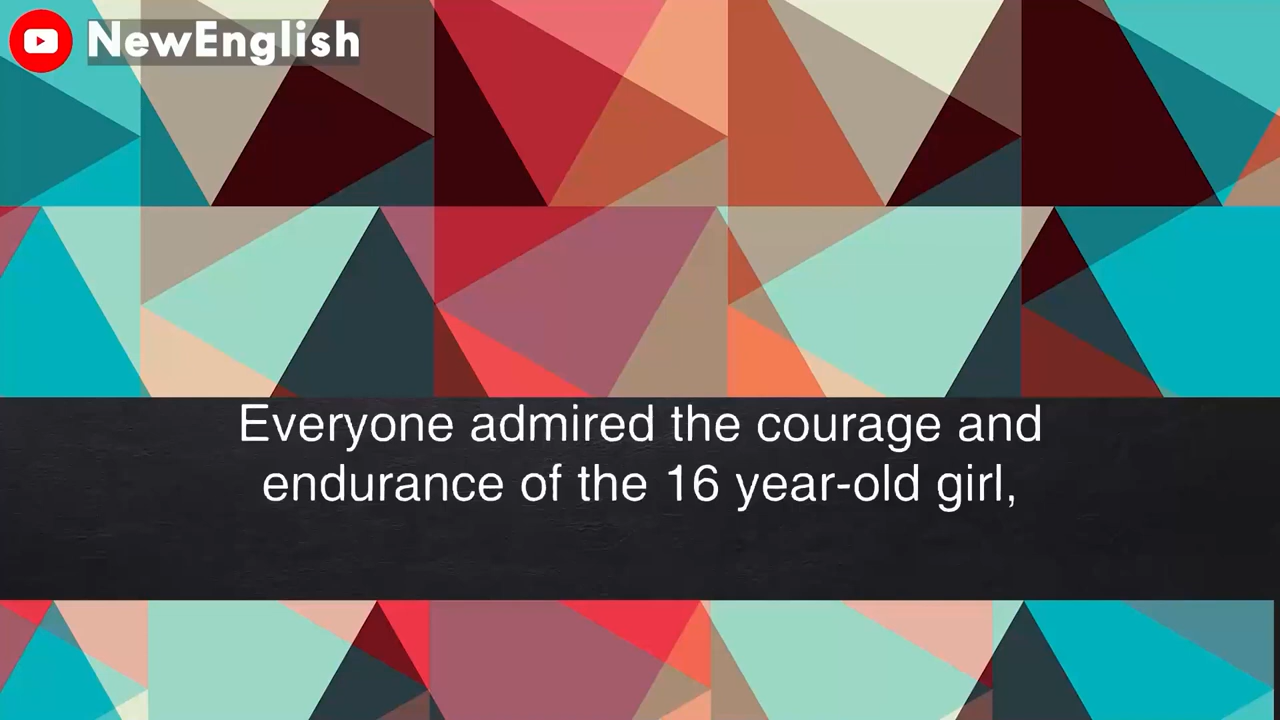 NewEnglish
Everyone admired the courage and
endurance of the 16 year-old girl,